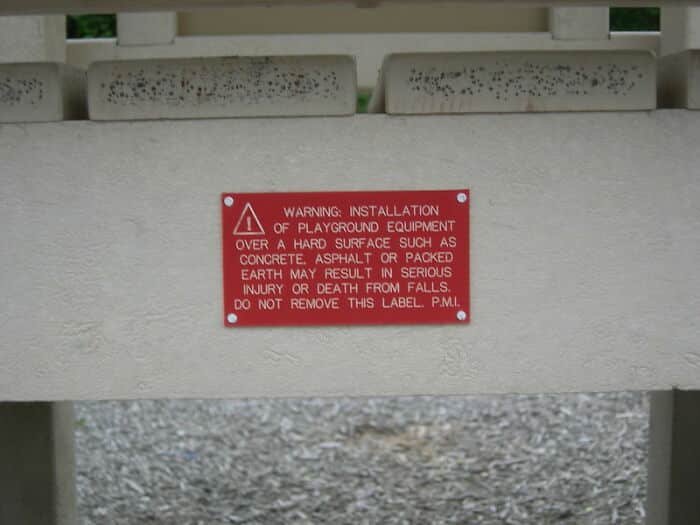 WARNING: INSTALLATION
OF PLAYGROUND EQUIPMENT
OVER A HARD SURFACE SUCH AS
CONCRETE, ASPHALT OR PACKED
EARTH MAY RESULT IN SERIOUS
INJURY OR DEATH FROM FALLS.
DO NOT REMOVE THIS LABEL. P.M.I.